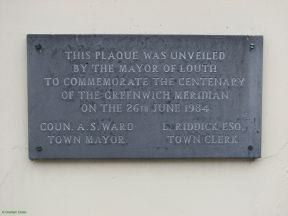 THIS PLAQUE WAS UNVEILED
BY THE MAYOR OF LOUTH
TO COMMEMORATE THE CENTENARY
OF THE GREENWICH MERIDIAN
ON THE 26TH JUNE 1984
COUN. A.S. WARD
TOWN MAYOR
RIDDICK ESQ.
TOWN CLERK